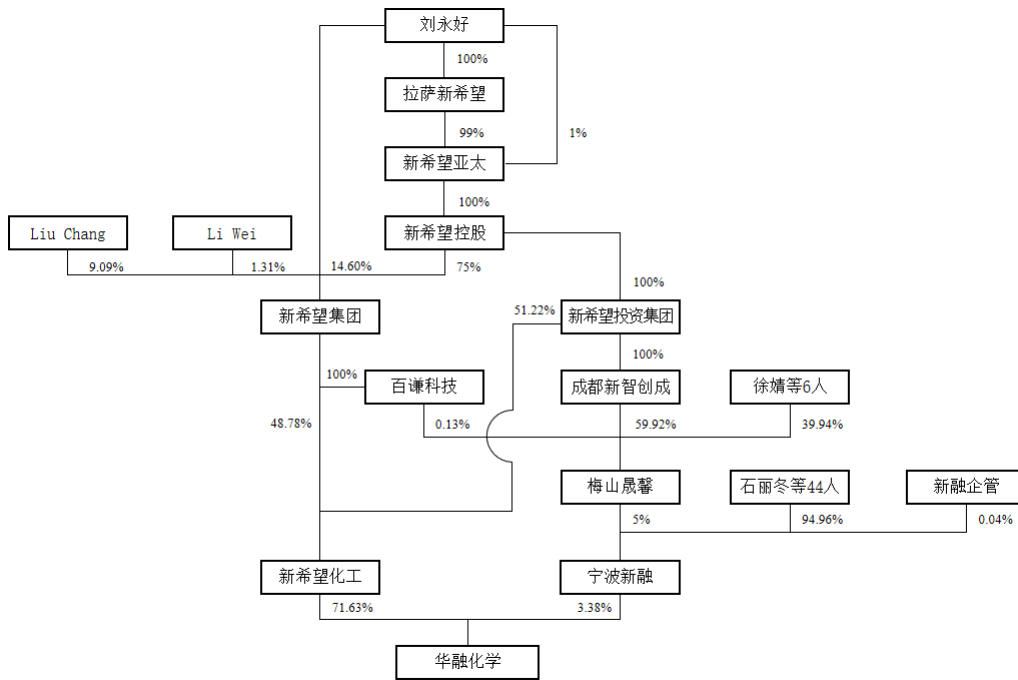 刘永好
100%
拉萨新希望
99%
1%
新希望亚太
100%
Liu Chang
Li Wei
新希望控股
9.09%
1.31%
14.60%
75%
100%
新希望集团
51.22%
新希望投资集团
100%
100%
百谦科技
成都新智创成
徐婧等6人
48.78%
0.13%
59.92%
39.94%
梅山晟馨
石丽冬等44人
新融企管
5%
94.96%
0.04%
新希望化工
宁波新融
71.63%
3.38%
华融化学